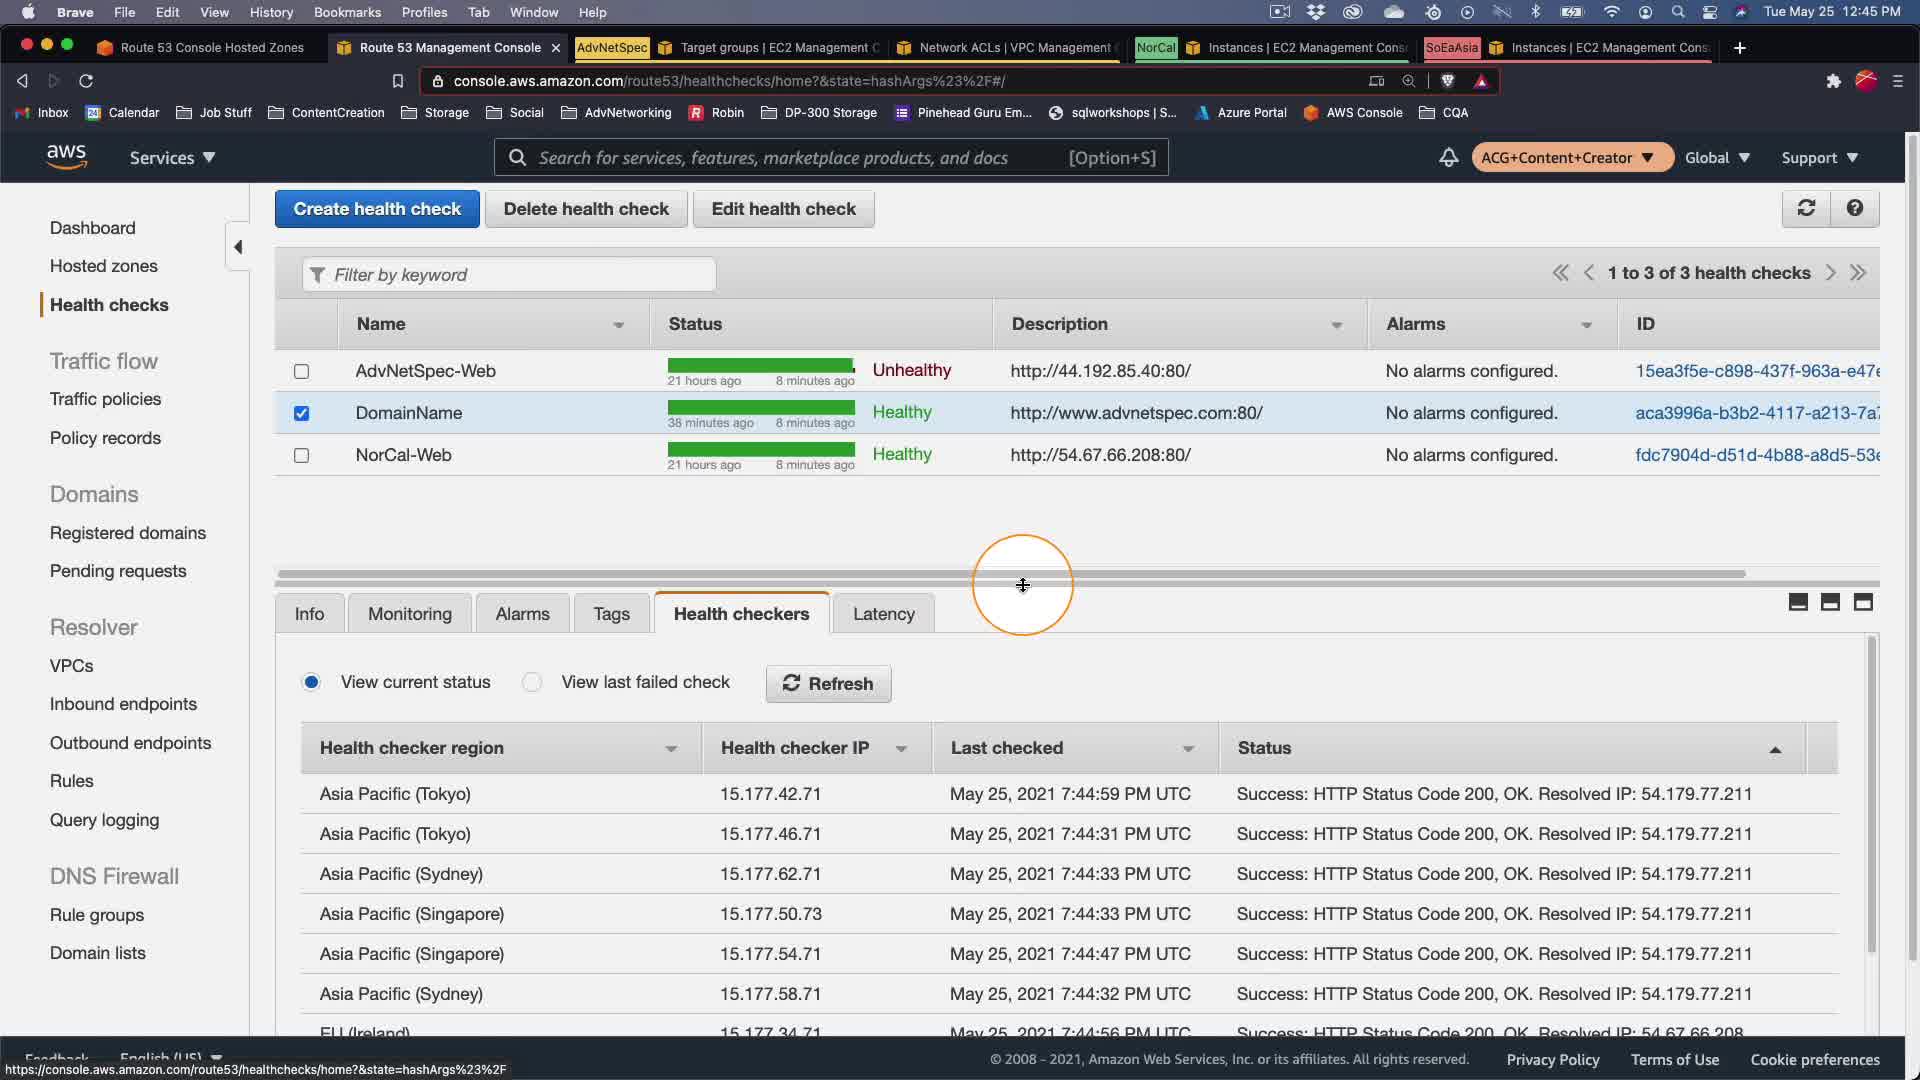 Brave File Edit View History Bookmarks Profiles Tab Window Help Tue May 25 12:45 PM
Route 53 Console Hosted Zones Route 53 Management Console AdvNetSpec Target groups | EC2 Management C Network ACLs | VPC Management NorCal Instances | EC2 Management Cons SoEaAsia Instances | EC2 Management Cons
console.aws.amazon.com/route53/healthchecks/home?&state=hashArgs%23%2F#/
Inbox Calendar Job Stuff ContentCreation Storage Social AdvNetworking Robin DP-300 Storage Pinehead Guru Em... sqlworkshops | S... Azure Portal AWS Console CQA
aws Services Search for services, features, marketplace products, and docs [Option+S] ACG+Content+Creator Global Support
Create health check Delete health check Edit health check
Dashboard
Hosted zones
Health checks
Traffic flow
Traffic policies
Policy records
Domains
Registered domains
Pending requests
Resolver
VPCs
Inbound endpoints
Outbound endpoints
Rules
Query logging
DNS Firewall
Rule groups
Domain lists
Filter by keyword 1 to 3 of 3 health checks
Name Status Description Alarms ID
AdvNetSpec-Web 21 hours ago 8 minutes ago Unhealthy http://44.192.85.40:80/ No alarms configured. 15ea3f5e-c898-437f-963a-e47e
DomainName 38 minutes ago 8 minutes ago Healthy http://www.advnetspec.com:80/ No alarms configured. aca3996a-b3b2-4117-a213-7a7
NorCal-Web 21 hours ago 8 minutes ago Healthy http://54.67.66.208:80/ No alarms configured. fdc7904d-d51d-4b88-a8d5-53e
Info Monitoring Alarms Tags Health checkers Latency
View current status View last failed check Refresh
Health checker region Health checker IP Last checked Status
Asia Pacific (Tokyo) 15.177.42.71 May 25, 2021 7:44:59 PM UTC Success: HTTP Status Code 200, OK. Resolved IP: 54.179.77.211
Asia Pacific (Tokyo) 15.177.46.71 May 25, 2021 7:44:31 PM UTC Success: HTTP Status Code 200, OK. Resolved IP: 54.179.77.211
Asia Pacific (Sydney) 15.177.62.71 May 25, 2021 7:44:33 PM UTC Success: HTTP Status Code 200, OK. Resolved IP: 54.179.77.211
Asia Pacific (Singapore) 15.177.50.73 May 25, 2021 7:44:33 PM UTC Success: HTTP Status Code 200, OK. Resolved IP: 54.179.77.211
Asia Pacific (Singapore) 15.177.54.71 May 25, 2021 7:44:47 PM UTC Success: HTTP Status Code 200, OK. Resolved IP: 54.179.77.211
Asia Pacific (Sydney) 15.177.58.71 May 25, 2021 7:44:32 PM UTC Success: HTTP Status Code 200, OK. Resolved IP: 54.179.77.211
EU (Ireland) 15.177.34.71 May 25, 2021 7:44:56 PM UTC Success: HTTP Status Code 200, OK. Resolved IP: 54.67.66.208
Feedback English (US) © 2008 - 2021, Amazon Web Services, Inc. or its affiliates. All rights reserved. Privacy Policy Terms of Use Cookie preferences
https://console.aws.amazon.com/route53/healthchecks/home?&state=hashArgs%23%2F